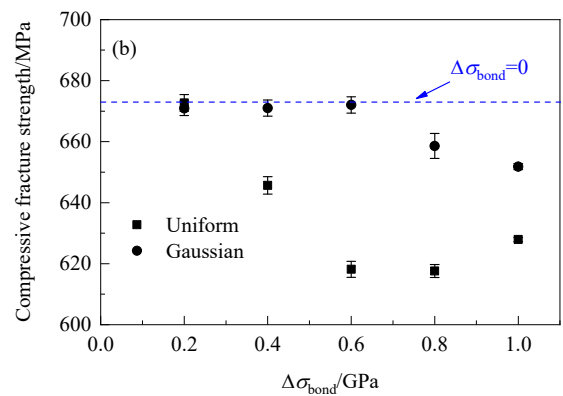 (b)
Δσbond=0
Compressive fracture strength/MPa
700
680
660
640
620
600
Uniform
Gaussian
0.0 0.2 0.4 0.6 0.8 1.0
Δσbond/GPa